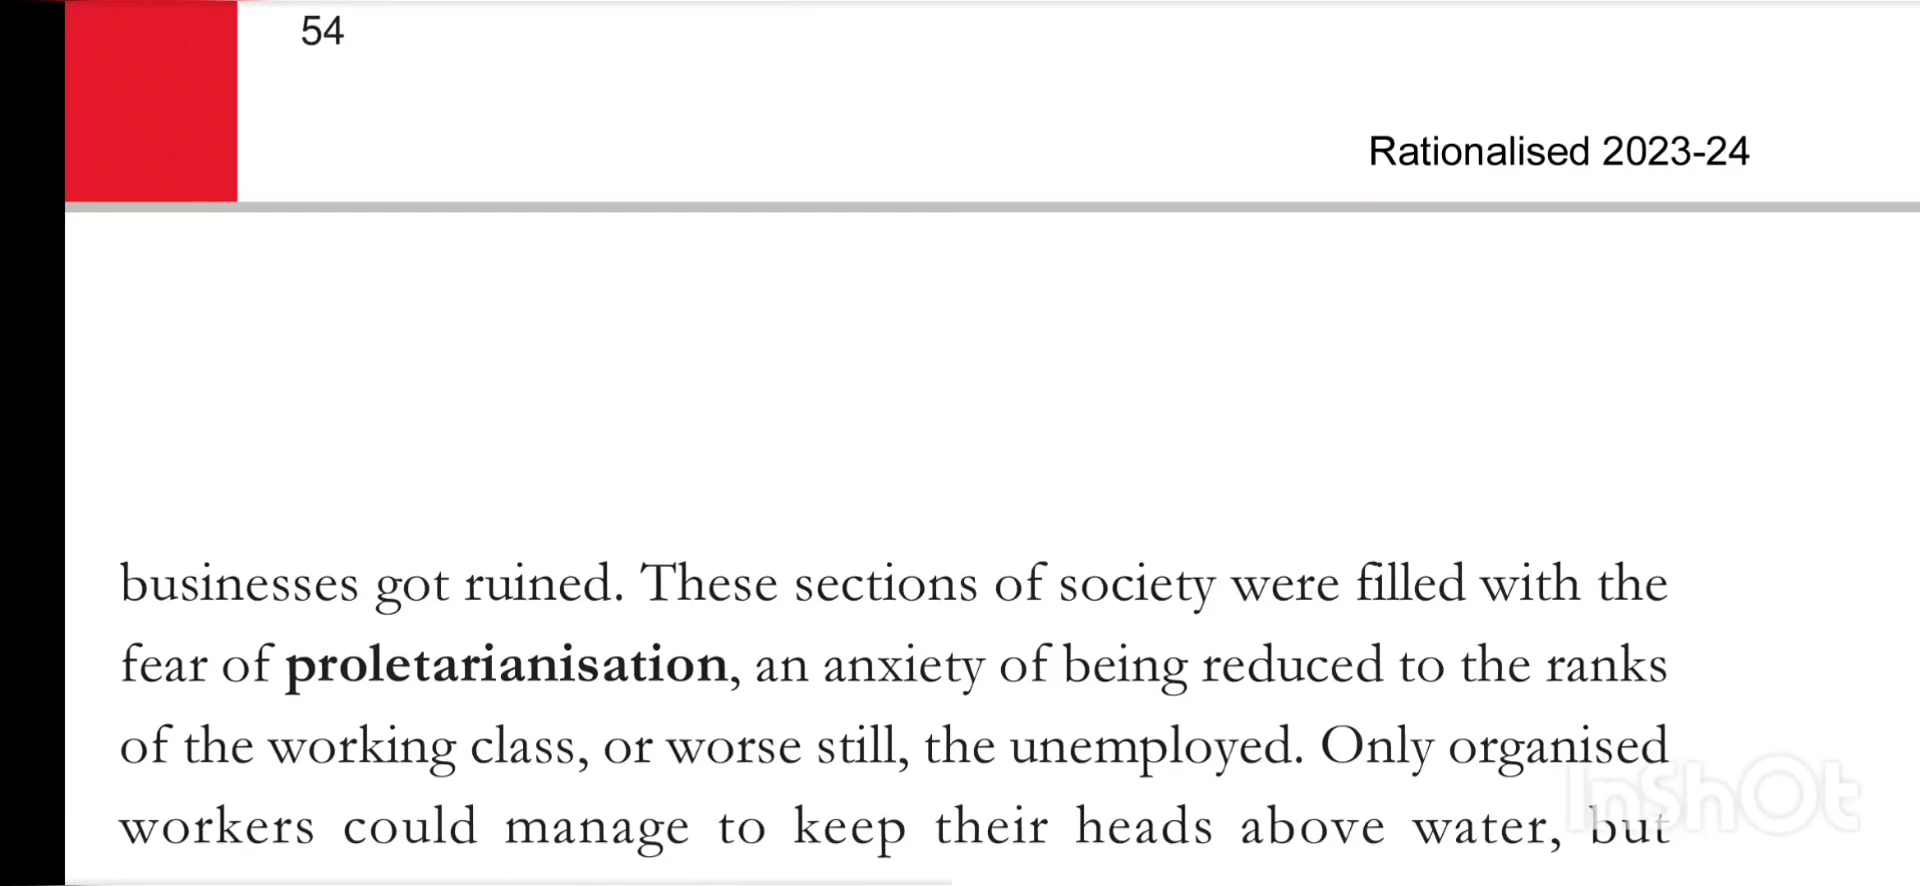 54
Rationalised 2023-24
businesses got ruined. These sections of society were filled with the
fear of proletarianisation, an anxiety of being reduced to the ranks
of the working class, or worse still, the unemployed. Only organised
workers could manage to keep their heads above water, but
InShOt